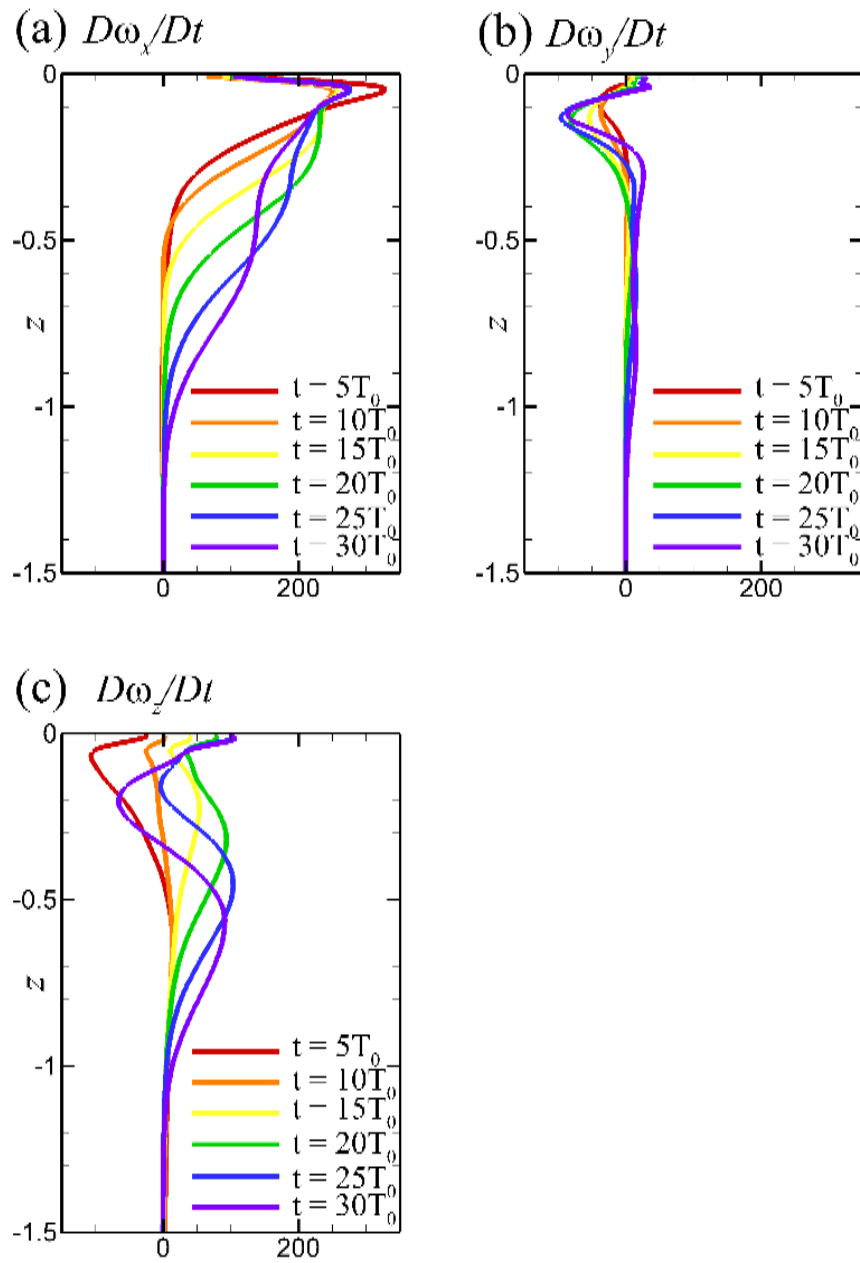 (a) Dωx/Dt
(b) Dωy/Dt
0
-0.5
z
-1
-1.5
0 200
t = 5T0
t = 10T0
t = 15T0
t = 20T0
t = 25T0
t = 30T0
0
-0.5
z
-1
-1.5
0 200
t = 5T0
t = 10T0
t = 15T0
t = 20T0
t = 25T0
t = 30T0
(c) Dωz/Dt
0
-0.5
z
-1
-1.5
0 200
t = 5T0
t = 10T0
t = 15T0
t = 20T0
t = 25T0
t = 30T0